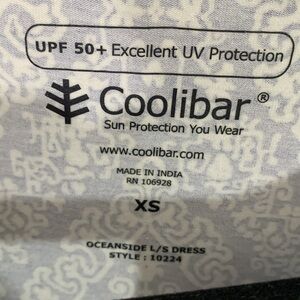 UPF 50+ Excellent UV Protection
Coolibar®
Sun Protection You Wear
www.coolibar.com
MADE IN INDIA
RN 106928
XS
OCEANSIDE L/S DRESS
STYLE : 10224